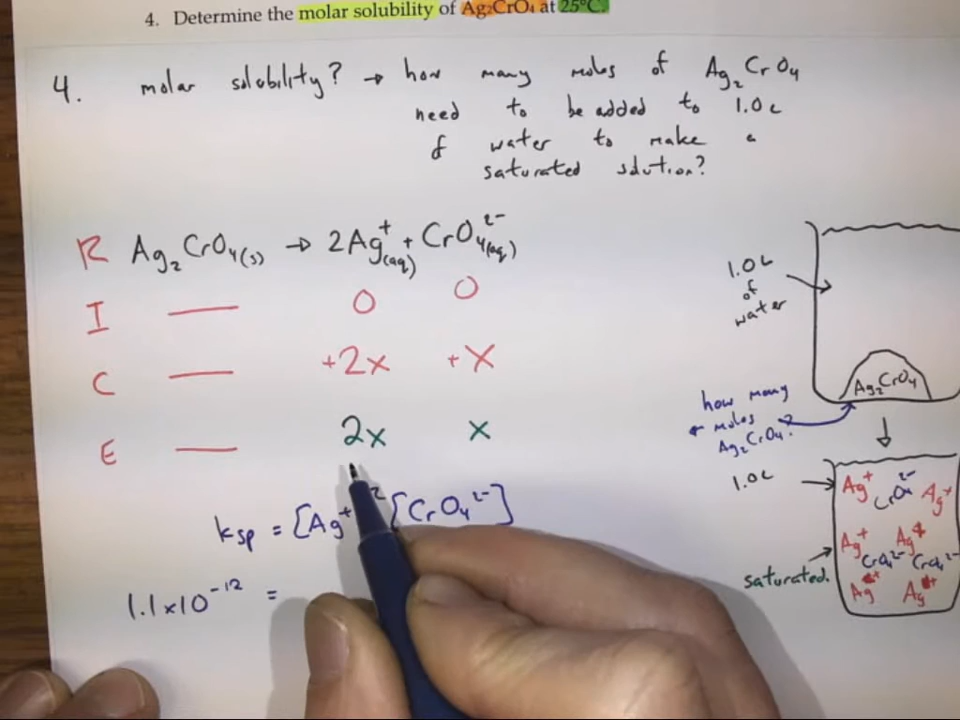 4. Determine the molar solubility of Ag₂CrO₄ at 25°C.
4. molar solubility? → how many moles of Ag₂CrO₄
need to be added to 1.0L
of water to make a
saturated solution?
R Ag₂CrO₄(s) → 2Ag⁺(aq) + CrO₄²⁻(aq)
I — 0 0
C — +2x +x
E — 2x x
ksp = [Ag⁺ ² [CrO₄²⁻]
1.1×10⁻¹² =
1.0L
of
water
Ag₂CrO₄
how many
moles
Ag₂CrO₄?
1.0L
Ag⁺ CrO₄²⁻ Ag⁺
Ag⁺ Ag⁺
CrO₄²⁻ CrO₄²⁻
saturated.
Ag⁺ Ag⁺